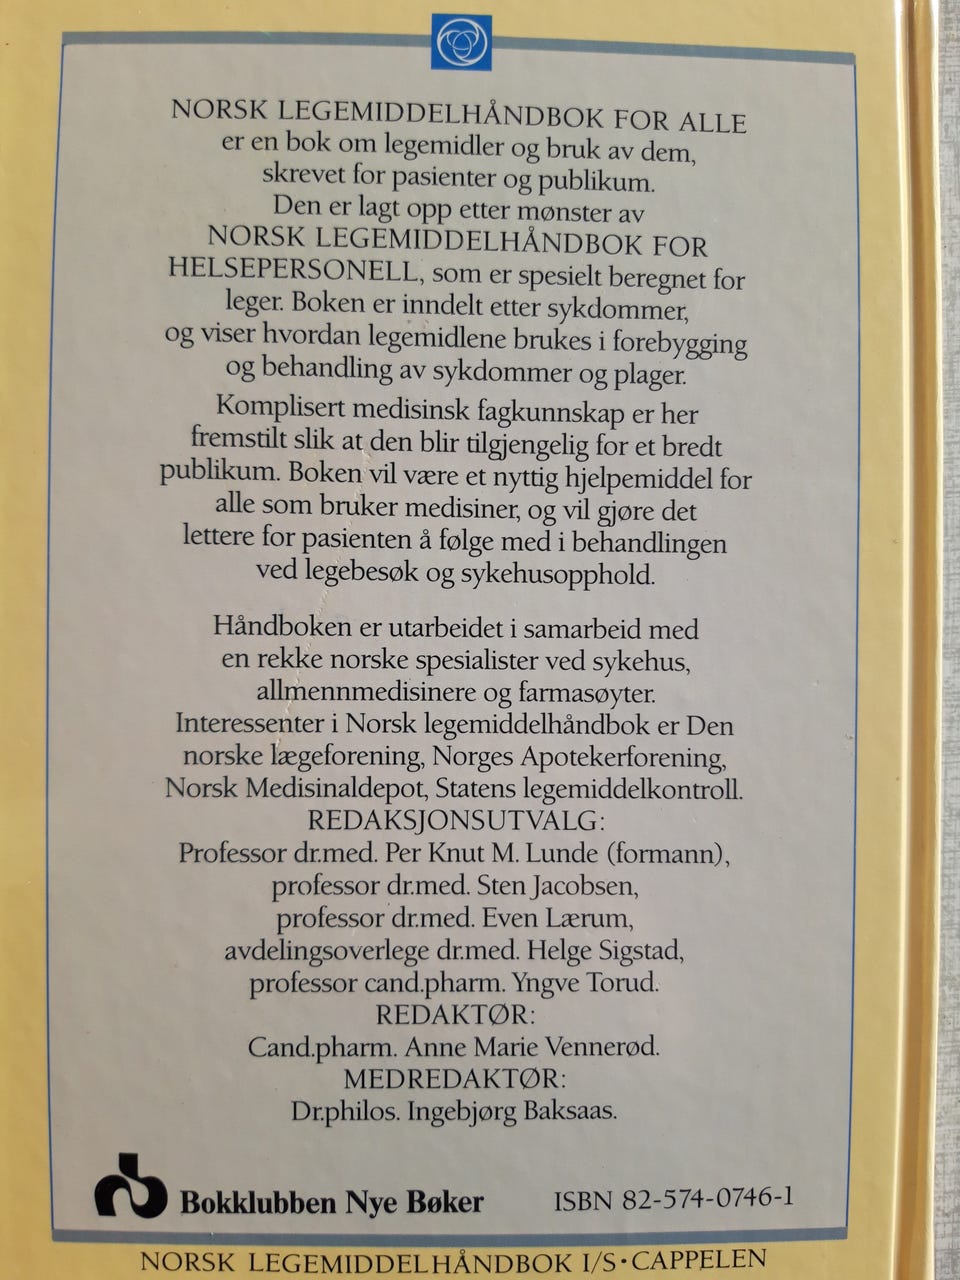 NORSK LEGEMIDDELHÅNDBOK FOR ALLE
er en bok om legemidler og bruk av dem,
skrevet for pasienter og publikum.
Den er lagt opp etter mønster av
NORSK LEGEMIDDELHÅNDBOK FOR
HELSEPERSONELL, som er spesielt beregnet for
leger. Boken er inndelt etter sykdommer,
og viser hvordan legemidlene brukes i forebygging
og behandling av sykdommer og plager.
Komplisert medisinsk fagkunnskap er her
fremstilt slik at den blir tilgjengelig for et bredt
publikum. Boken vil være et nyttig hjelpemiddel for
alle som bruker medisiner, og vil gjøre det
lettere for pasienten å følge med i behandlingen
ved legebesøk og sykehusopphold.
Håndboken er utarbeidet i samarbeid med
en rekke norske spesialister ved sykehus,
allmennmedisinere og farmasøyter.
Interessenter i Norsk legemiddelhåndbok er Den
norske lægeforening, Norges Apotekerforening,
Norsk Medisinaldepot, Statens legemiddelkontroll.
REDAKSJONSUTVALG:
Professor dr.med. Per Knut M. Lunde (formann),
professor dr.med. Sten Jacobsen,
professor dr.med. Even Lærum,
avdelingsoverlege dr.med. Helge Sigstad,
professor cand.pharm. Yngve Torud.
REDAKTØR:
Cand.pharm. Anne Marie Vennerød.
MEDREDAKTØR:
Dr.philos. Ingebjørg Baksaas.
Bokklubben Nye Bøker ISBN 82-574-0746-1
NORSK LEGEMIDDELHÅNDBOK I/S·CAPPELEN